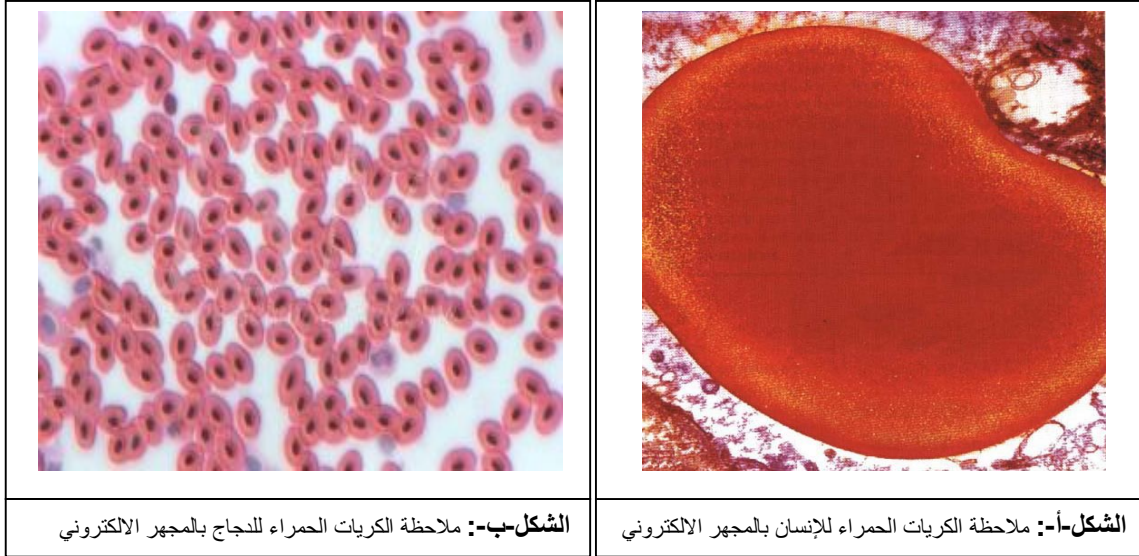 الشكل-أ-: ملاحظة الكريات الحمراء للإنسان بالمجهر الالكتروني
الشكل-ب-: ملاحظة الكريات الحمراء للدجاج بالمجهر الالكتروني